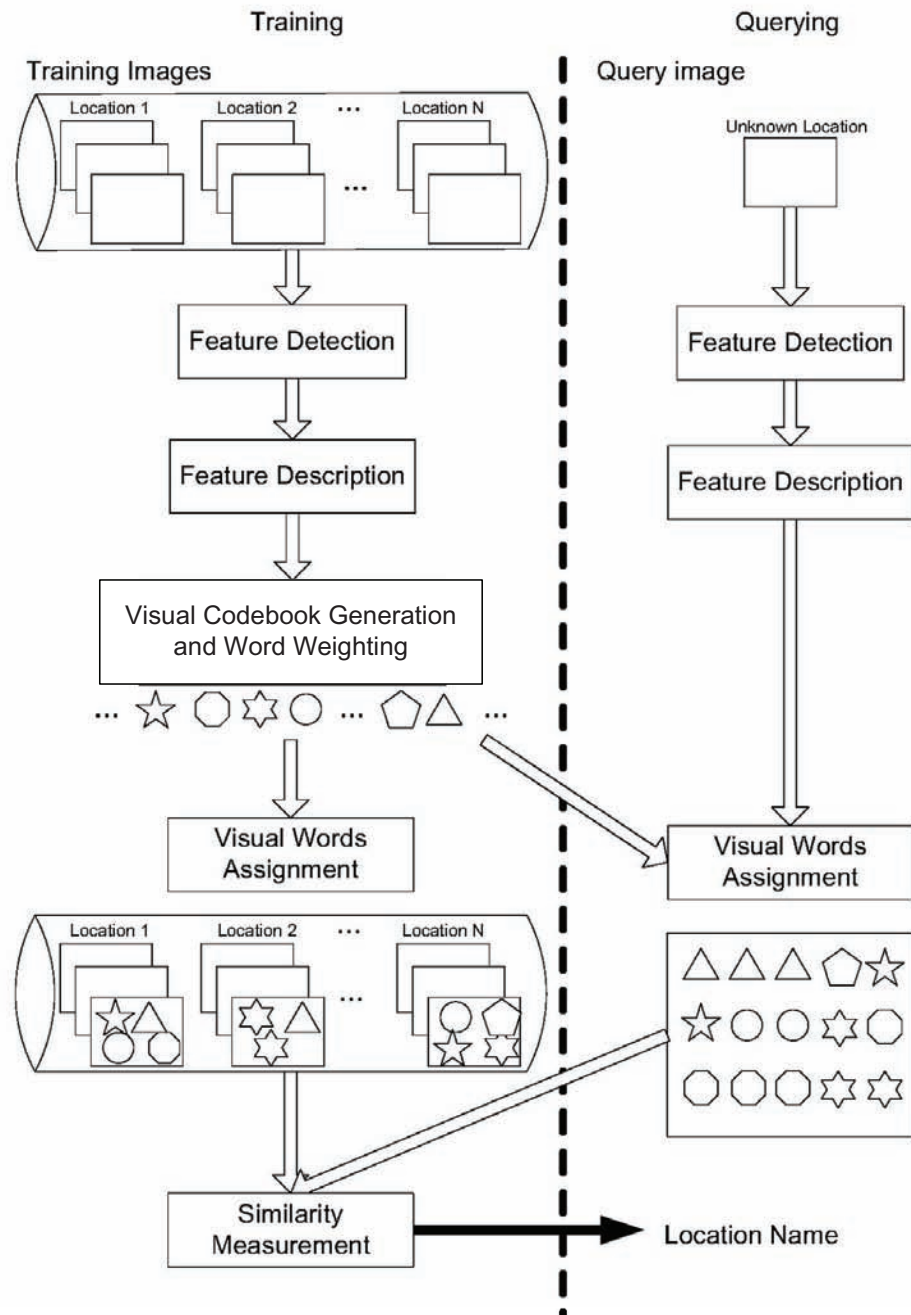 Training
Querying
Training Images
Query image
Location 1
Location 2
...
Location N
...
Unknown Location
Feature Detection
Feature Detection
Feature Description
Feature Description
Visual Codebook Generation
and Word Weighting
...
...
...
Visual Words
Assignment
Visual Words
Assignment
Location 1
Location 2
...
Location N
...
Similarity
Measurement
Location Name